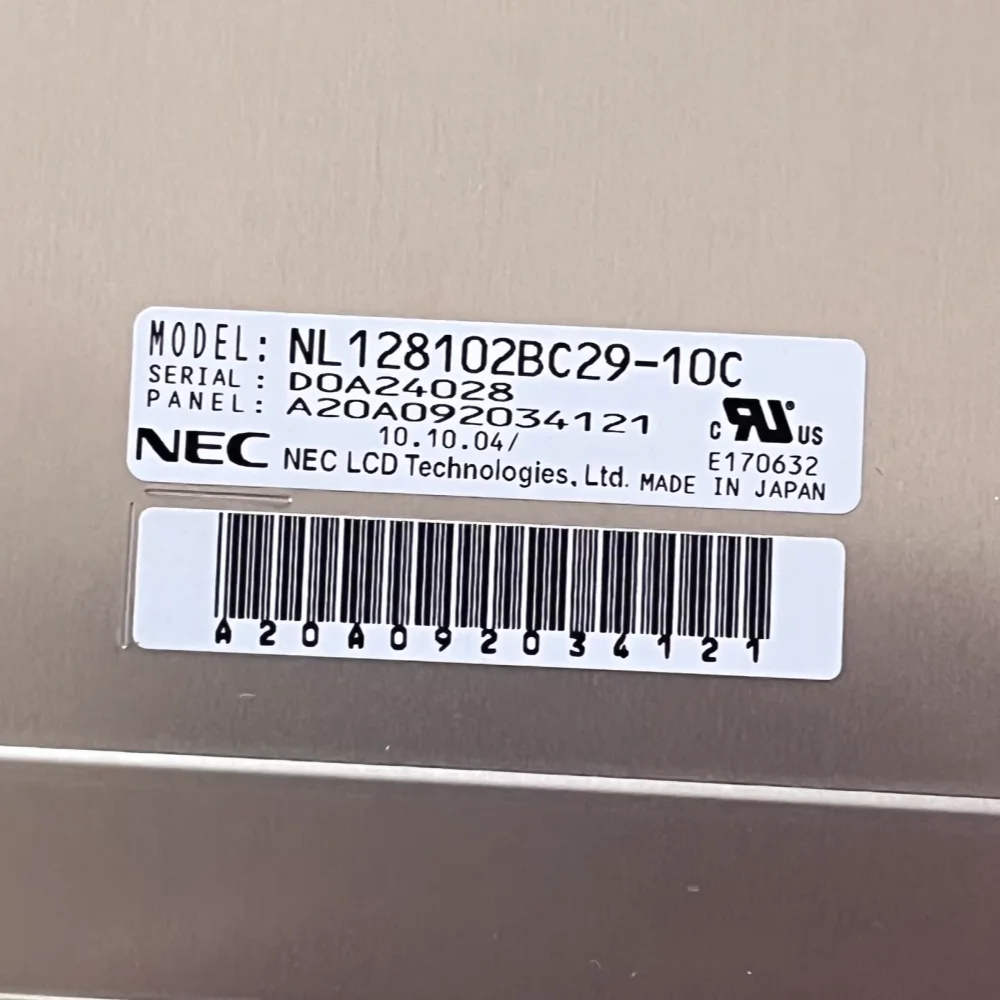 MODEL: NL128102BC29-10C
SERIAL : D0A24028
PANEL: A20A092034121
10.10.04/
NEC NEC LCD Technologies, Ltd.
c RU US
E170632
MADE IN JAPAN
A20A092034121